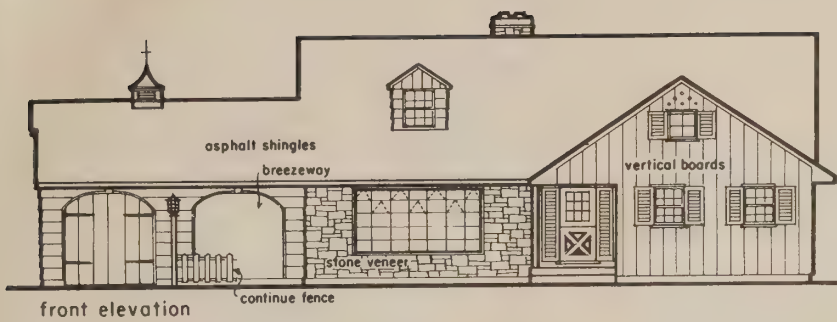 asphalt shingles
breezeway
vertical boards
stone veneer
continue fence
front elevation